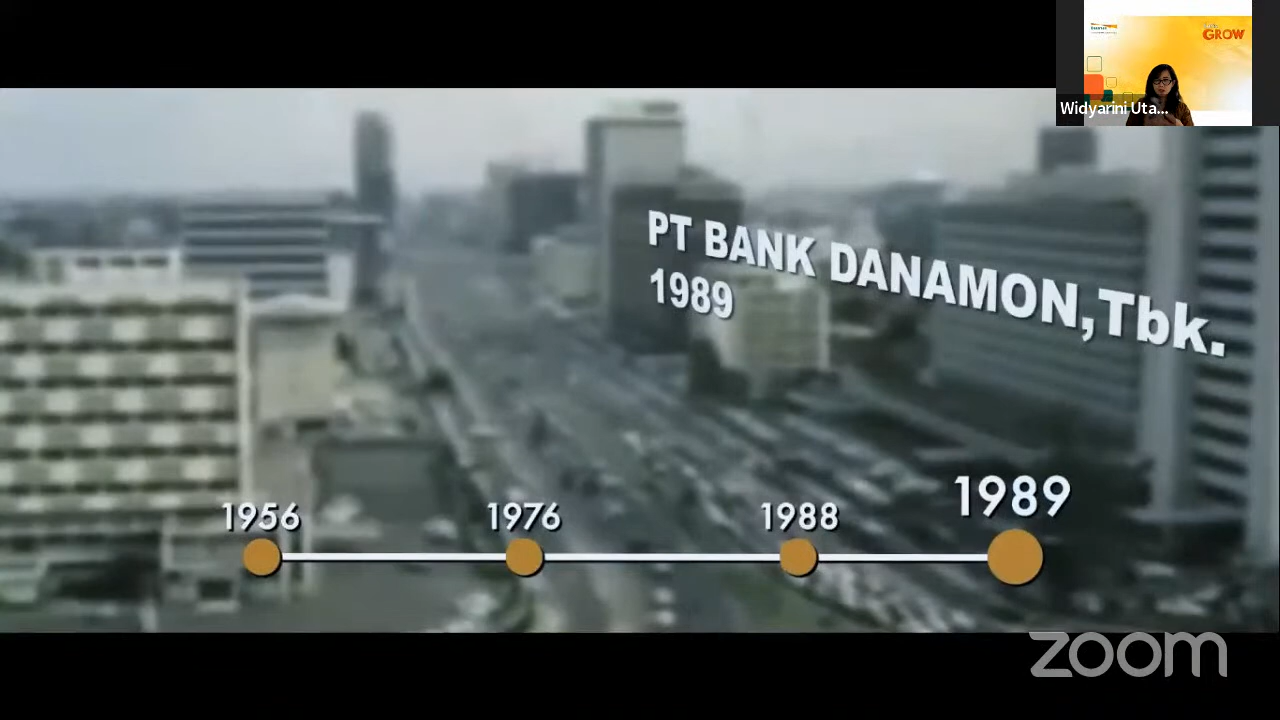 GROW
Widyarini Uta...
PT BANK DANAMON,Tbk.
1989
1956
1976
1988
1989
zoom